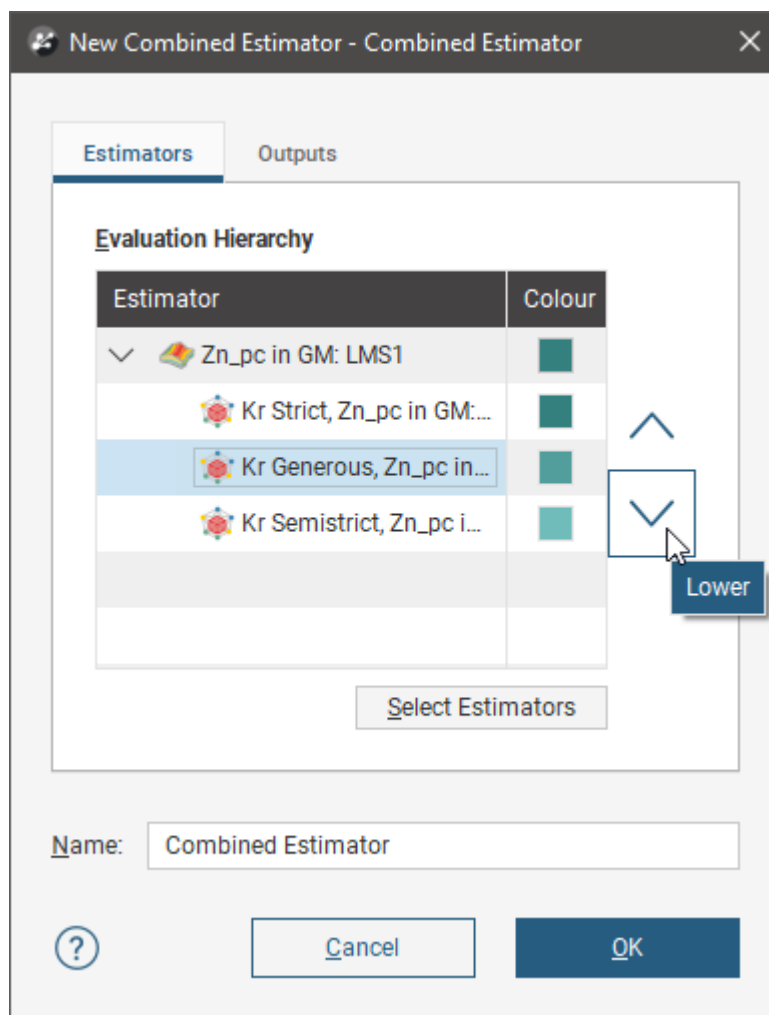 New Combined Estimator - Combined Estimator
Estimators Outputs
Evaluation Hierarchy
Estimator Colour
Zn_pc in GM: LMS1
Kr Strict, Zn_pc in GM:...
Kr Generous, Zn_pc in...
Kr Semistrict, Zn_pc i...
Lower
Select Estimators
Name: Combined Estimator
? Cancel OK